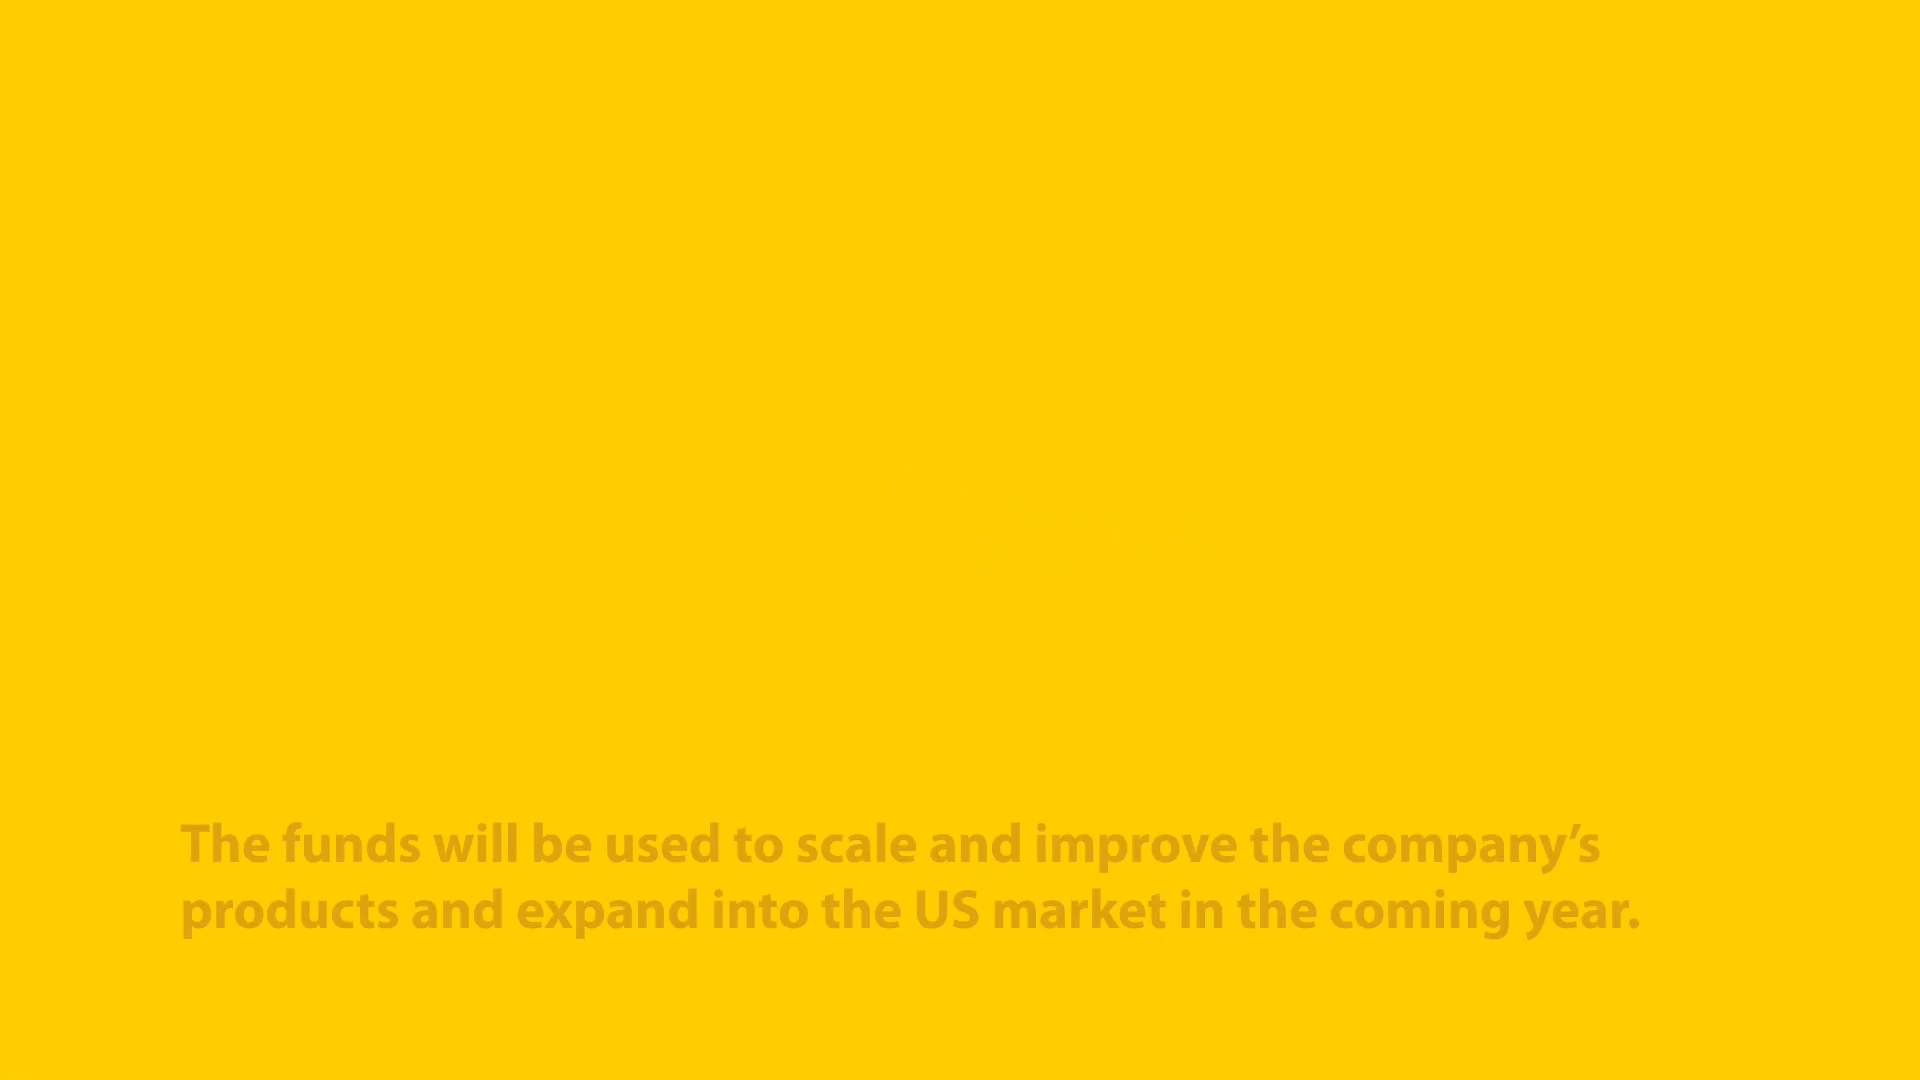 The funds will be used to scale and improve the company’s
products and expand into the US market in the coming year.